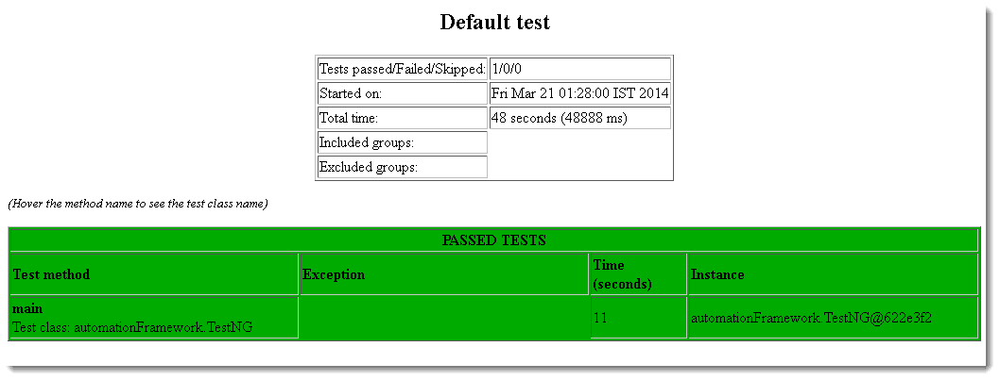 Default test
Tests passed/Failed/Skipped: 1/0/0
Started on: Fri Mar 21 01:28:00 IST 2014
Total time: 48 seconds (48888 ms)
Included groups:
Excluded groups:
(Hover the method name to see the test class name)
PASSED TESTS
Test method Exception Time (seconds) Instance
main
Test class: automationFramework.TestNG 11 automationFramework.TestNG@622e3f2